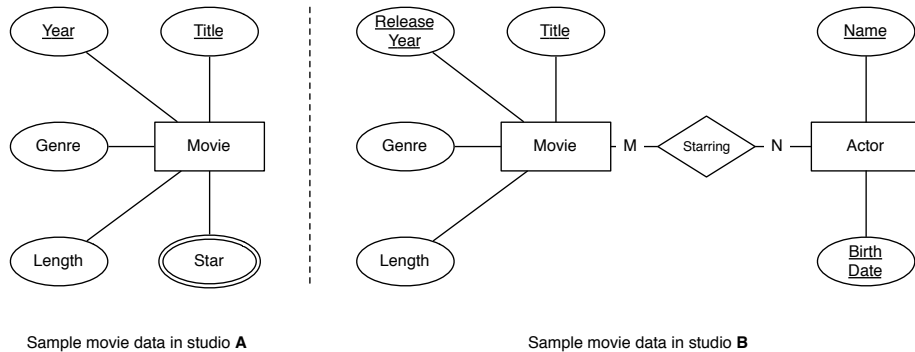 Year
Title
Genre
Movie
Length
Star
Sample movie data in studio A
Release
Year
Title
Name
Genre
Movie
M
Starring
N
Actor
Length
Birth
Date
Sample movie data in studio B